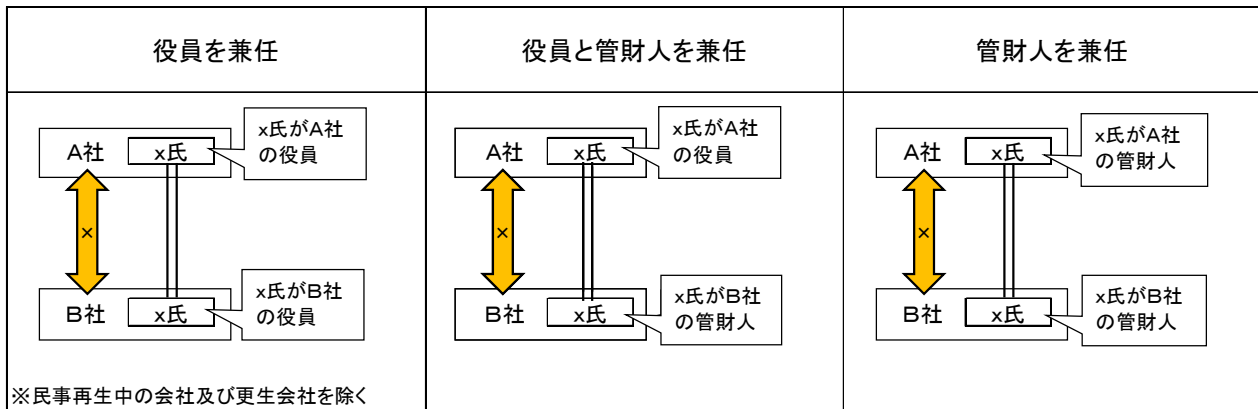 役員を兼任
役員と管財人を兼任
管財人を兼任
A社
x氏
x氏がA社
の役員
×
B社
x氏
x氏がB社
の役員
※民事再生中の会社及び更生会社を除く
A社
x氏
x氏がA社
の役員
×
B社
x氏
x氏がB社
の管財人
A社
x氏
x氏がA社
の管財人
×
B社
x氏
x氏がB社
の管財人